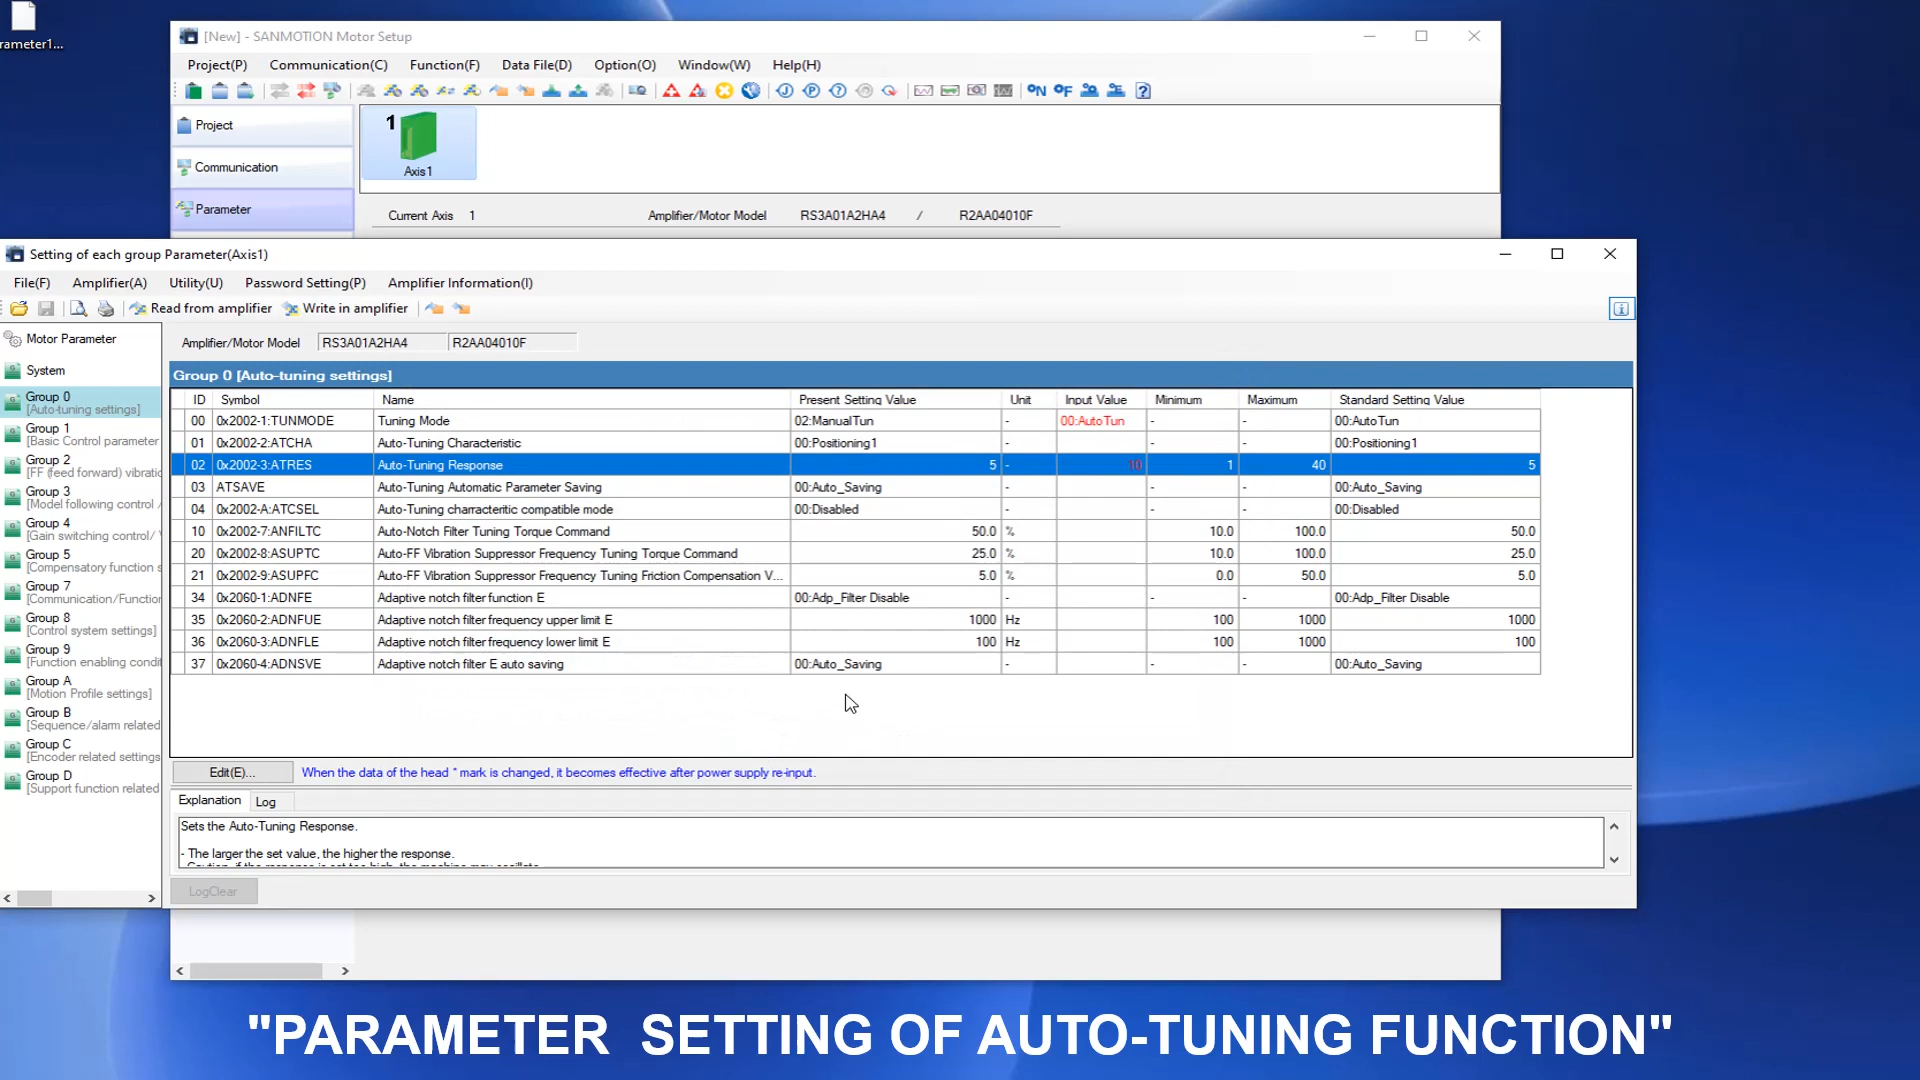 rameter1...
[New] - SANMOTION Motor Setup
Project(P) Communication(C) Function(F) Data File(D) Option(O) Window(W) Help(H)
Project
Communication
Parameter
1
Axis1
Current Axis 1 Amplifier/Motor Model RS3A01A2HA4 / R2AA04010F
Setting of each group Parameter(Axis1)
File(F) Amplifier(A) Utility(U) Password Setting(P) Amplifier Information(I)
Read from amplifier Write in amplifier
Motor Parameter
System
Group 0
[Auto-tuning settings]
Group 1
[Basic Control parameter
Group 2
[FF (feed forward) vibratio
Group 3
[Model following control /
Group 4
[Gain switching control/
Group 5
[Compensatory function s
Group 7
[Communication/Function
Group 8
[Control system settings]
Group 9
[Function enabling condit
Group A
[Motion Profile settings]
Group B
[Sequence/alarm related
Group C
[Encoder related settings
Group D
[Support function related
Amplifier/Motor Model RS3A01A2HA4 R2AA04010F
Group 0 [Auto-tuning settings]
ID Symbol Name Present Setting Value Unit Input Value Minimum Maximum Standard Setting Value
00 0x2002-1:TUNMODE Tuning Mode 02:ManualTun - 00:AutoTun - - 00:AutoTun
01 0x2002-2:ATCHA Auto-Tuning Characteristic 00:Positioning1 - - - 00:Positioning1
02 0x2002-3:ATRES Auto-Tuning Response 5 - 10 1 40 5
03 ATSAVE Auto-Tuning Automatic Parameter Saving 00:Auto_Saving - - - 00:Auto_Saving
04 0x2002-A:ATCSEL Auto-Tuning charracteritic compatible mode 00:Disabled - - - 00:Disabled
10 0x2002-7:ANFILTC Auto-Notch Filter Tuning Torque Command 50.0 % 10.0 100.0 50.0
20 0x2002-8:ASUPTC Auto-FF Vibration Suppressor Frequency Tuning Torque Command 25.0 % 10.0 100.0 25.0
21 0x2002-9:ASUPFC Auto-FF Vibration Suppressor Frequency Tuning Friction Compensation V... 5.0 % 0.0 50.0 5.0
34 0x2060-1:ADNFE Adaptive notch filter function E 00:Adp_Filter Disable - - - 00:Adp_Filter Disable
35 0x2060-2:ADNFUE Adaptive notch filter frequency upper limit E 1000 Hz 100 1000 1000
36 0x2060-3:ADNFLE Adaptive notch filter frequency lower limit E 100 Hz 100 1000 100
37 0x2060-4:ADNSVE Adaptive notch filter E auto saving 00:Auto_Saving - - - 00:Auto_Saving
Edit(E)... When the data of the head * mark is changed, it becomes effective after power supply re-input.
Explanation Log
Sets the Auto-Tuning Response.
- The larger the set value, the higher the response.
LogClear
"PARAMETER SETTING OF AUTO-TUNING FUNCTION"